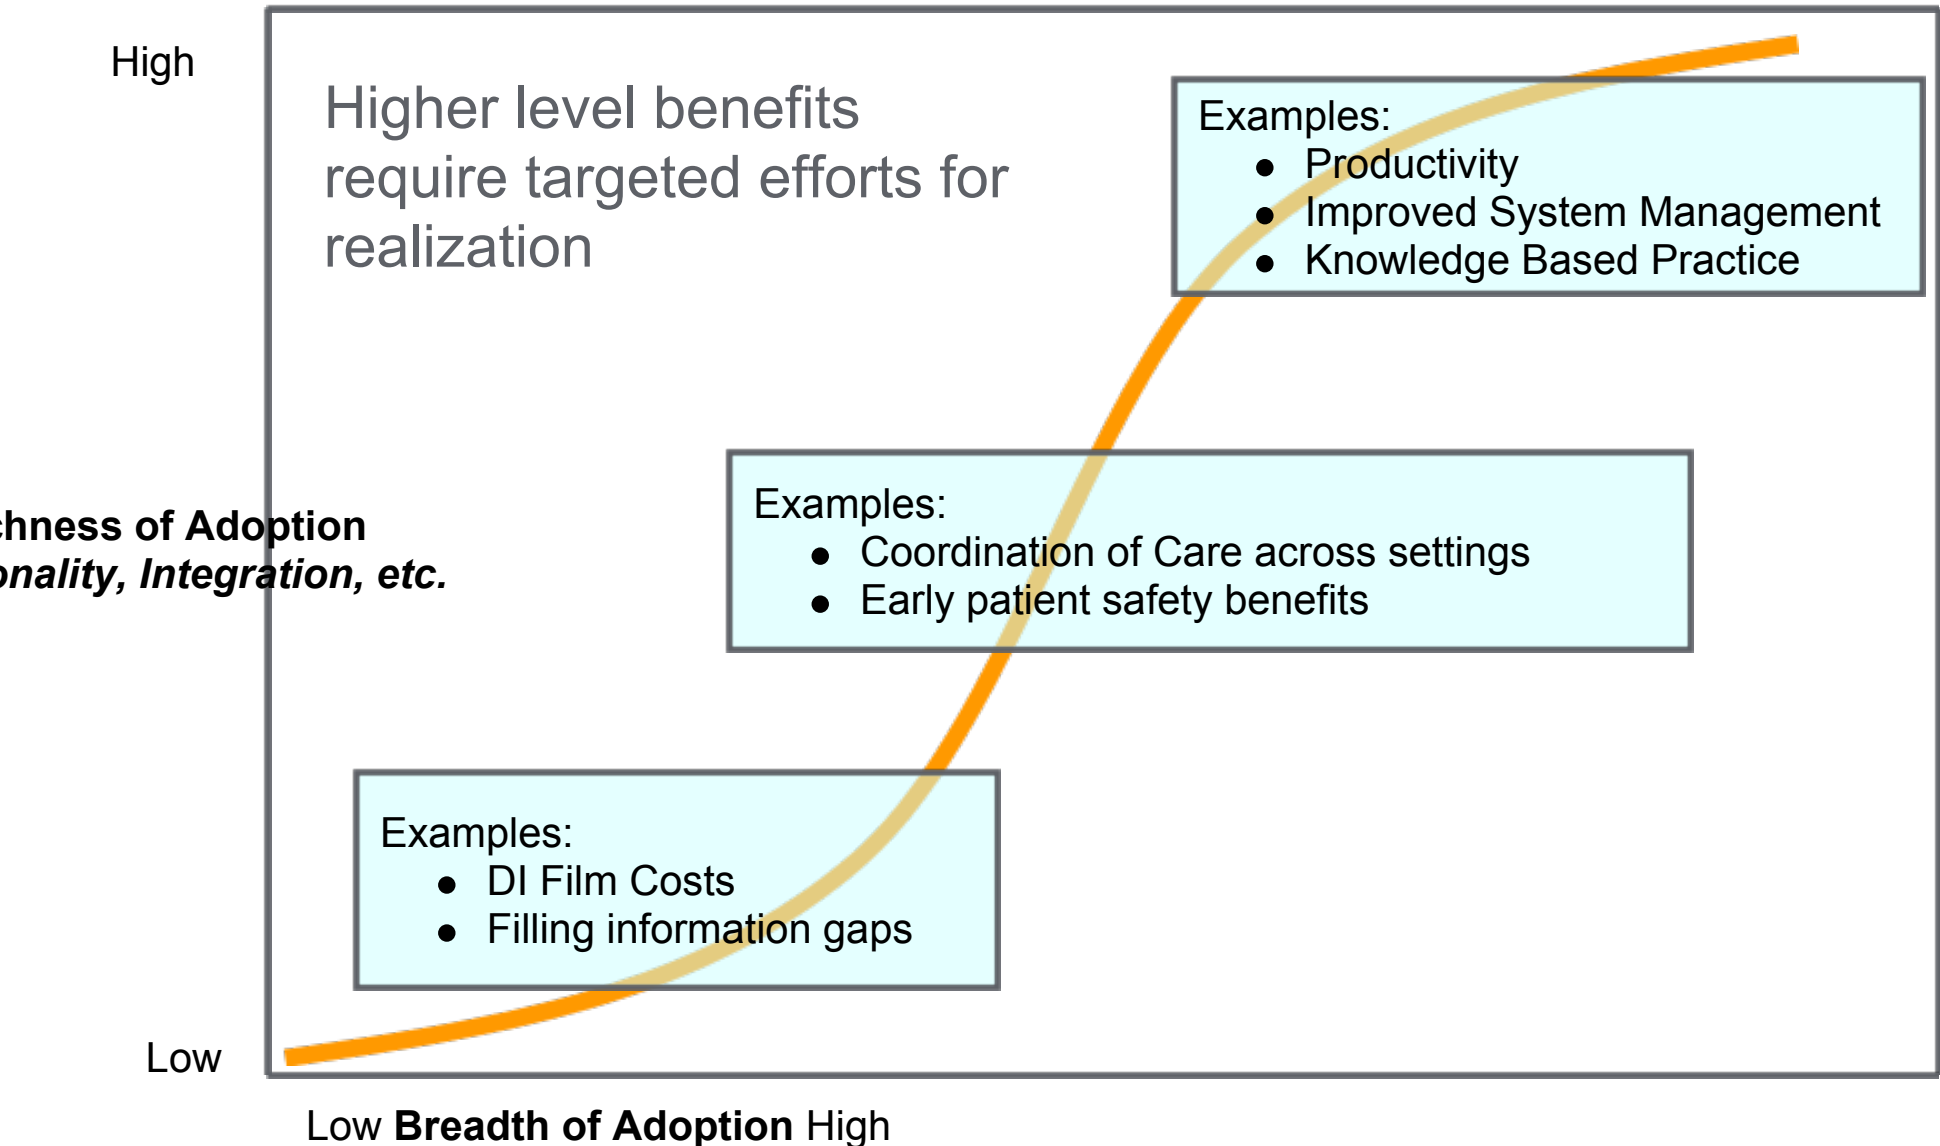 High
Higher level benefits
require targeted efforts for
realization
Examples:
● Productivity
● Improved System Management
● Knowledge Based Practice
of Adoption
Integration, etc.
Examples:
● Coordination of Care across settings
● Early patient safety benefits
Examples:
● DI Film Costs
● Filling information gaps
Low
Low Breadth of Adoption High